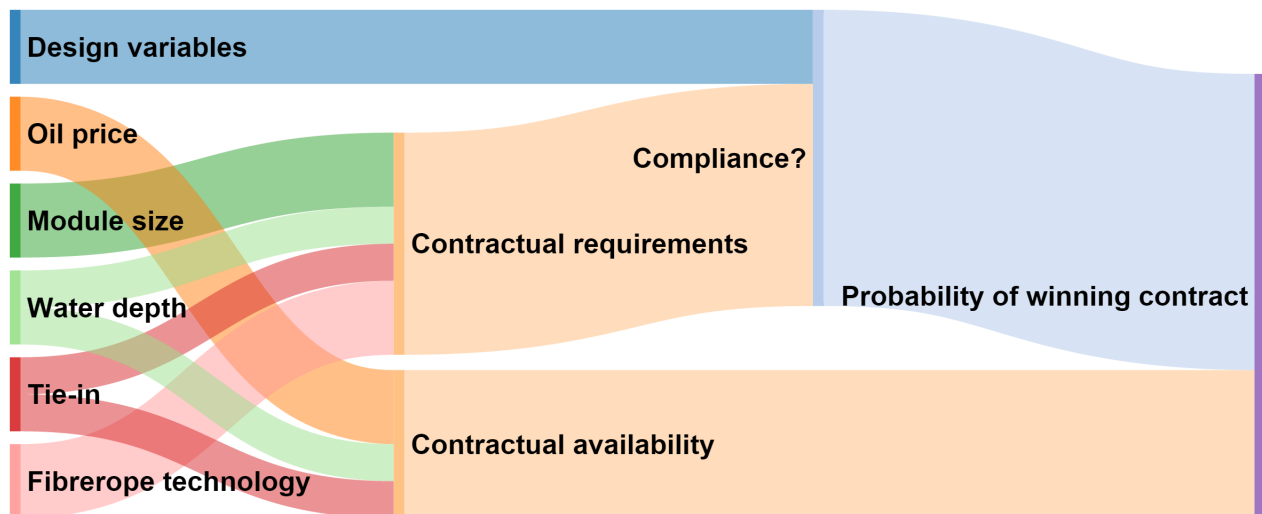 Design variables
Oil price
Module size
Water depth
Tie-in
Fibrerope technology
Contractual requirements
Contractual availability
Compliance?
Probability of winning contract